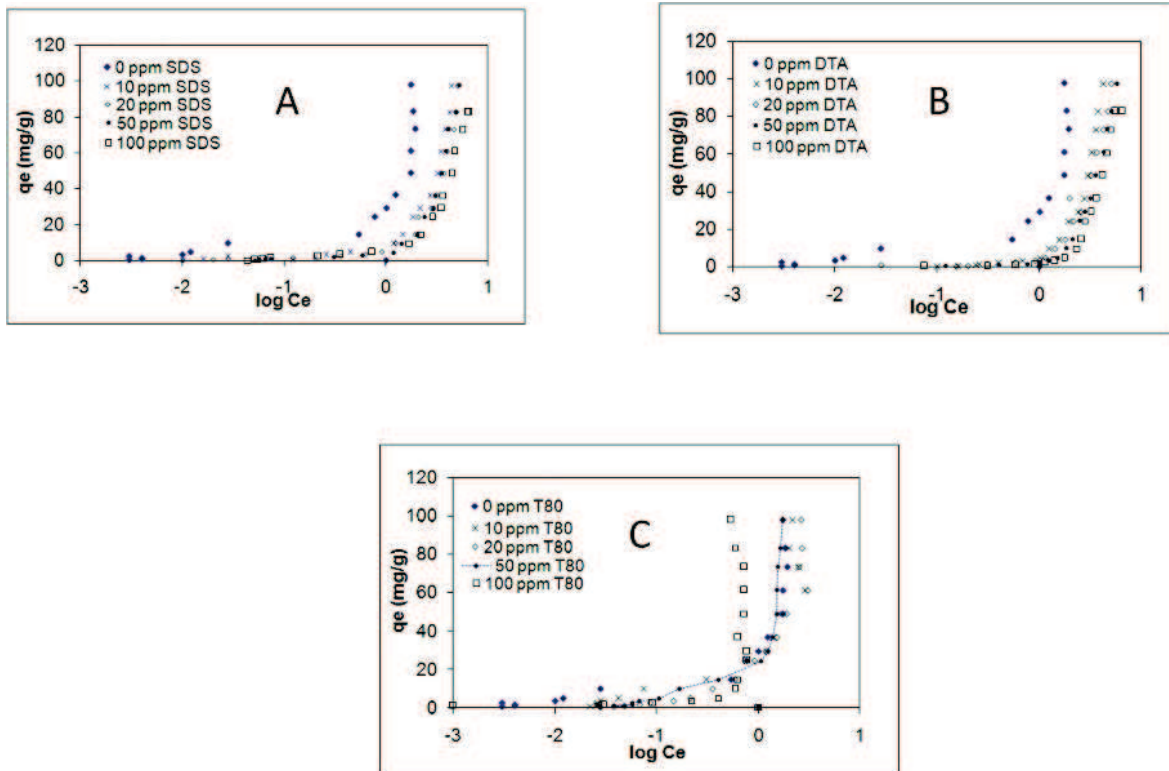 120
100
80
60
40
20
0
qe (mg/g)
0 ppm SDS
10 ppm SDS
20 ppm SDS
50 ppm SDS
100 ppm SDS
A
-3 -2 -1 0 1
log Ce
120
100
80
60
40
20
0
qe (mg/g)
0 ppm DTA
10 ppm DTA
20 ppm DTA
50 ppm DTA
100 ppm DTA
B
-3 -2 -1 0 1
log Ce
120
100
80
60
40
20
0
qe (mg/g)
0 ppm T80
10 ppm T80
20 ppm T80
50 ppm T80
100 ppm T80
C
-3 -2 -1 0 1
log Ce